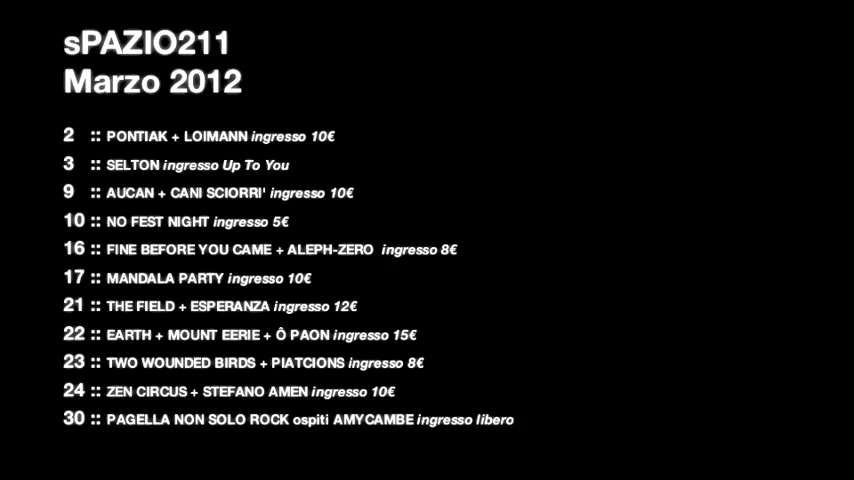 sPAZIO211
Marzo 2012
2 :: PONTIAK + LOIMANN ingresso 10€
3 :: SELTON ingresso Up To You
9 :: AUCAN + CANI SCIORRI' ingresso 10€
10 :: NO FEST NIGHT ingresso 5€
16 :: FINE BEFORE YOU CAME + ALEPH-ZERO ingresso 8€
17 :: MANDALA PARTY ingresso 10€
21 :: THE FIELD + ESPERANZA ingresso 12€
22 :: EARTH + MOUNT EERIE + Ô PAON ingresso 15€
23 :: TWO WOUNDED BIRDS + PIATCIONS ingresso 8€
24 :: ZEN CIRCUS + STEFANO AMEN ingresso 10€
30 :: PAGELLA NON SOLO ROCK ospiti AMYCAMBE ingresso libero